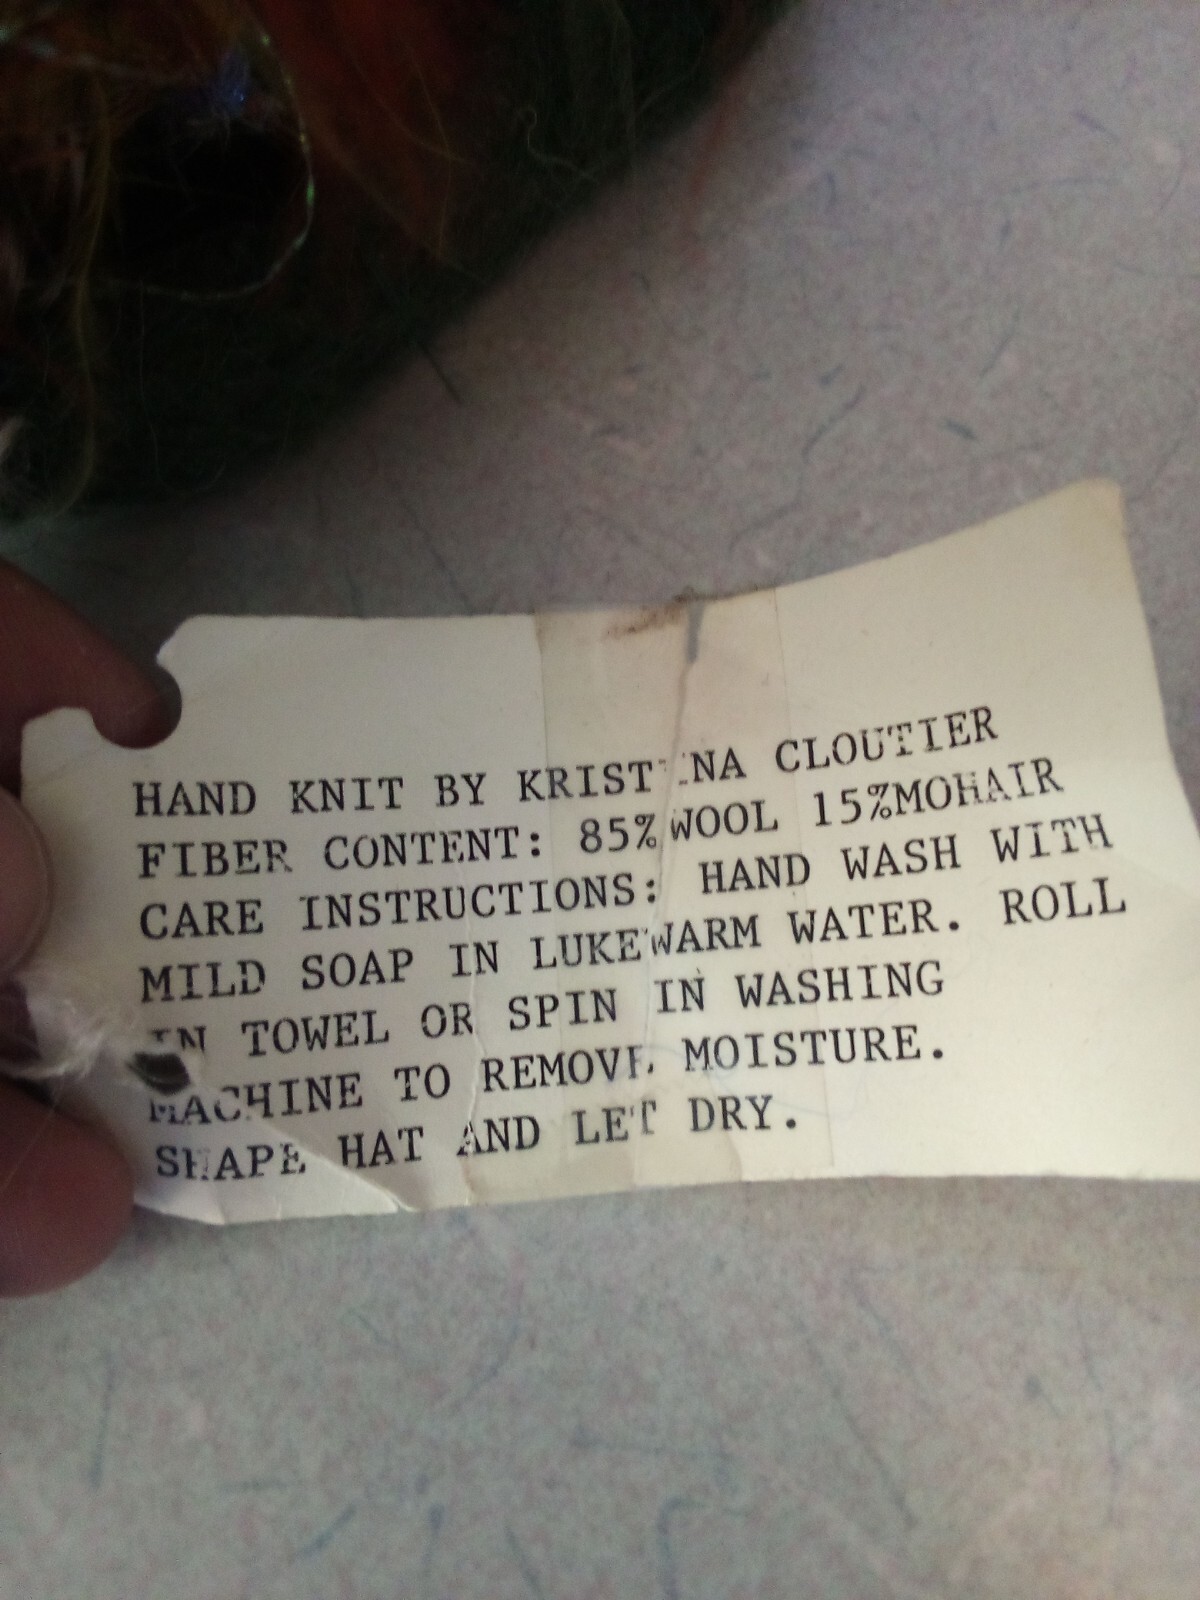 HAND KNIT BY KRISTINA CLOUTIER
FIBER CONTENT: 85% WOOL 15%MOHAIR
CARE INSTRUCTIONS: HAND WASH WITH
MILD SOAP IN LUKEWARM WATER. ROLL
IN TOWEL OR SPIN IN WASHING
MACHINE TO REMOVE MOISTURE.
SHAPE HAT AND LET DRY.